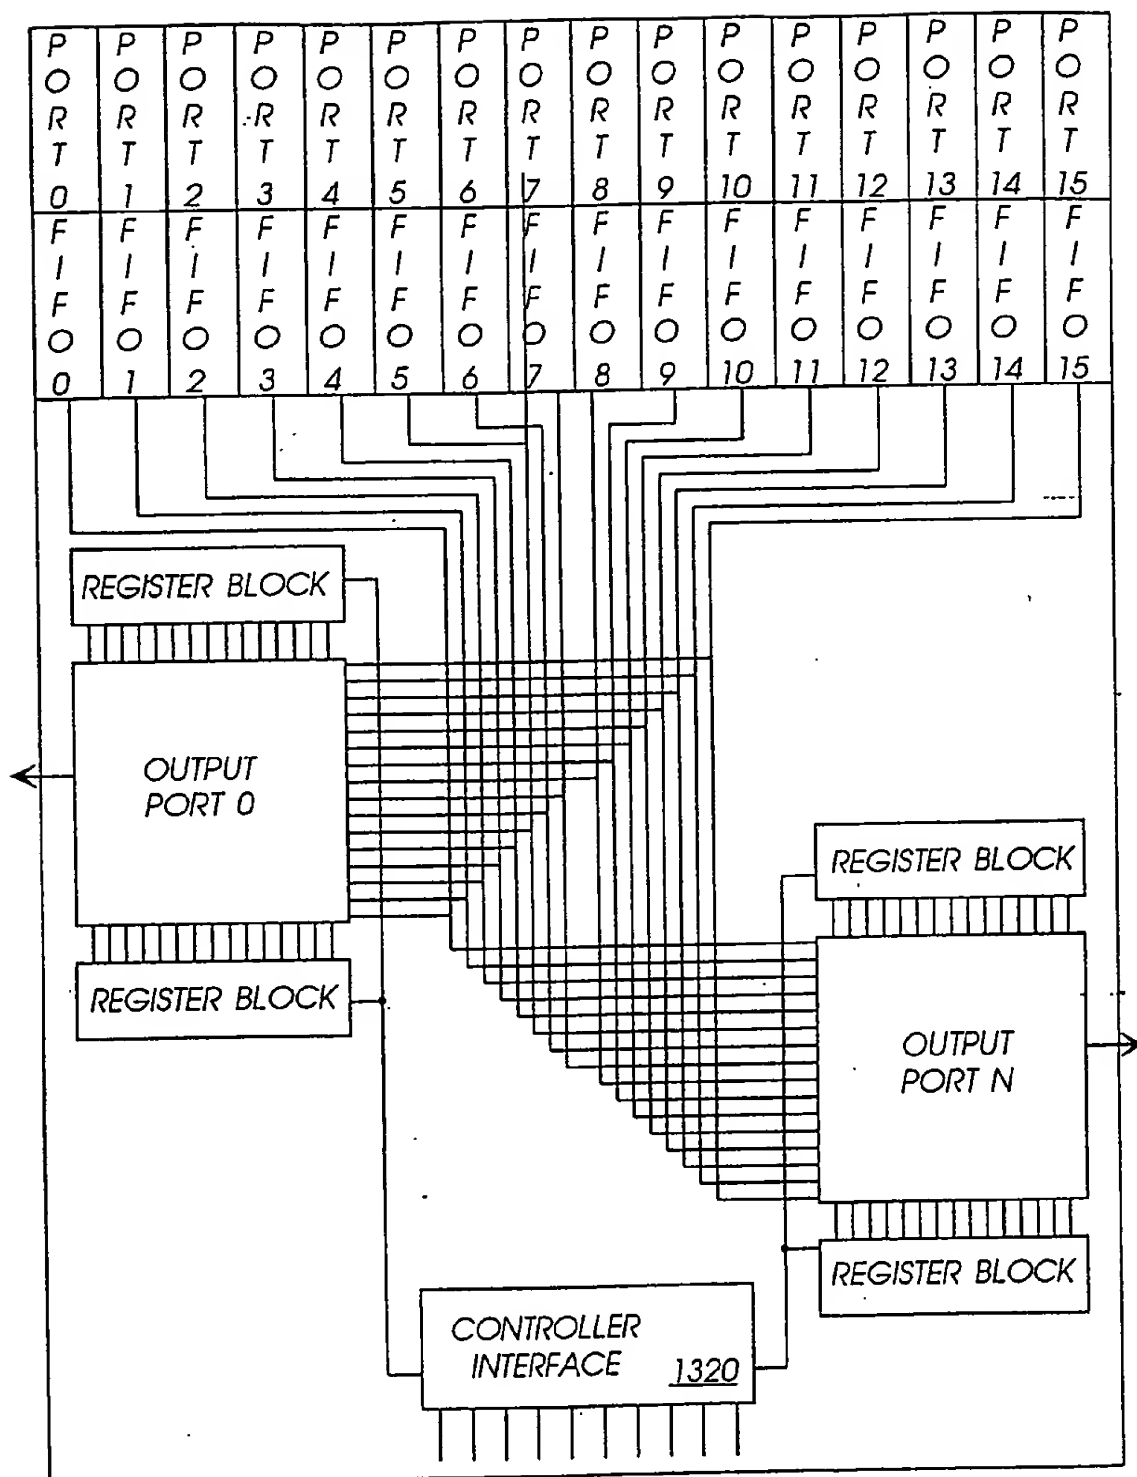 PORT 0 PORT 1 PORT 2 PORT 3 PORT 4 PORT 5 PORT 6 PORT 7 PORT 8 PORT 9 PORT 10 PORT 11 PORT 12 PORT 13 PORT 14 PORT 15
FIFO 0 FIFO 1 FIFO 2 FIFO 3 FIFO 4 FIFO 5 FIFO 6 FIFO 7 FIFO 8 FIFO 9 FIFO 10 FIFO 11 FIFO 12 FIFO 13 FIFO 14 FIFO 15
REGISTER BLOCK
OUTPUT
PORT 0
REGISTER BLOCK
REGISTER BLOCK
OUTPUT
PORT N
REGISTER BLOCK
CONTROLLER
INTERFACE 1320